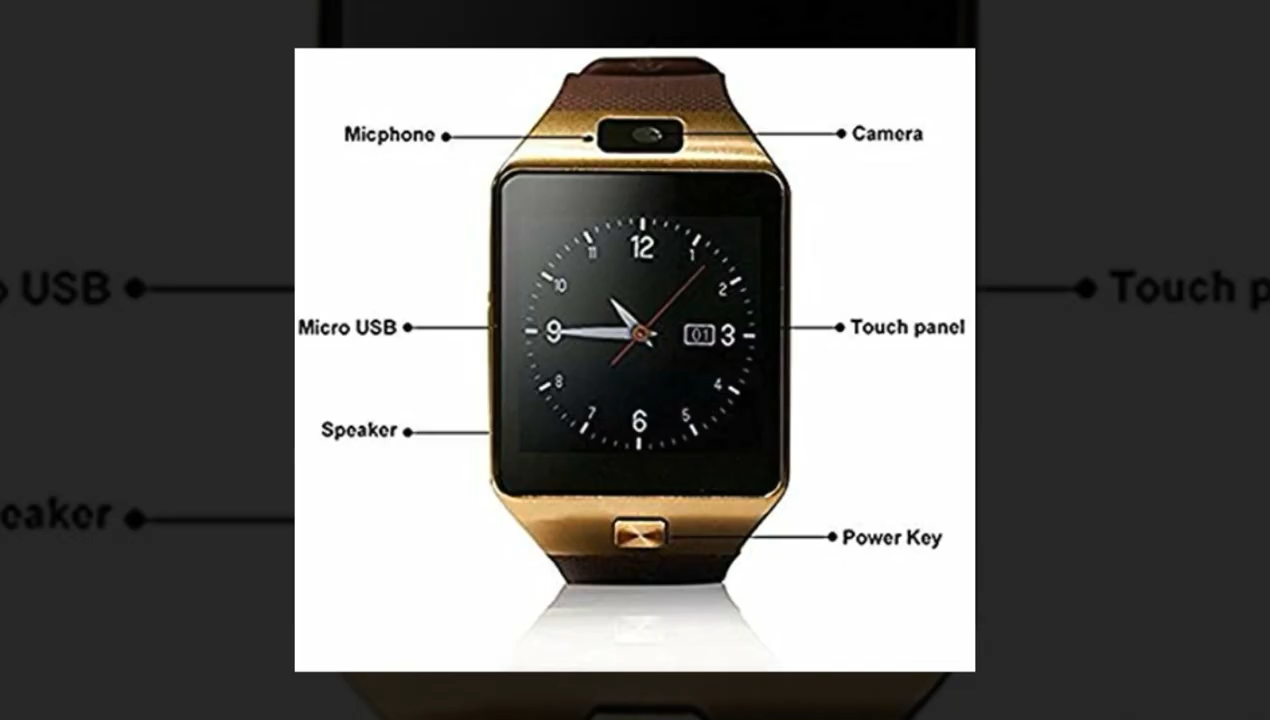 Micphone
Camera
12
11
1
10
2
USB
Touch p
Micro USB
9
01
3
Touch panel
8
4
7
5
6
Speaker
eaker
Power Key